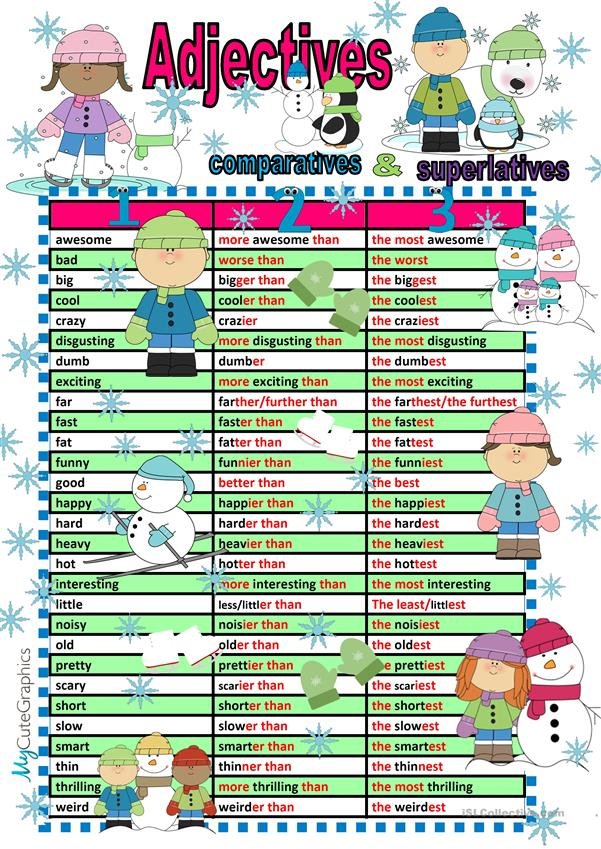 Adjectives
comparatives & superlatives
1 2 3
awesome more awesome than the most awesome
bad worse than the worst
big bigger than the biggest
cool cooler than the coolest
crazy crazier the craziest
disgusting more disgusting than the most disgusting
dumb dumber the dumbest
exciting more exciting than the most exciting
far farther/further than the farthest/the furthest
fast faster than the fastest
fat fatter than the fattest
funny funnier than the funniest
good better than the best
happy happier than the happiest
hard harder than the hardest
heavy heavier than the heaviest
hot hotter than the hottest
interesting more interesting than the most interesting
little less/littler than The least/littlest
noisy noisier than the noisiest
old older than the oldest
pretty prettier than the prettiest
scary scarier than the scariest
short shorter than the shortest
slow slower than the slowest
smart smarter than the smartest
thin thinner than the thinnest
thrilling more thrilling than the most thrilling
weird weirder than the weirdest
MyCuteGraphics
iSLCollective.com